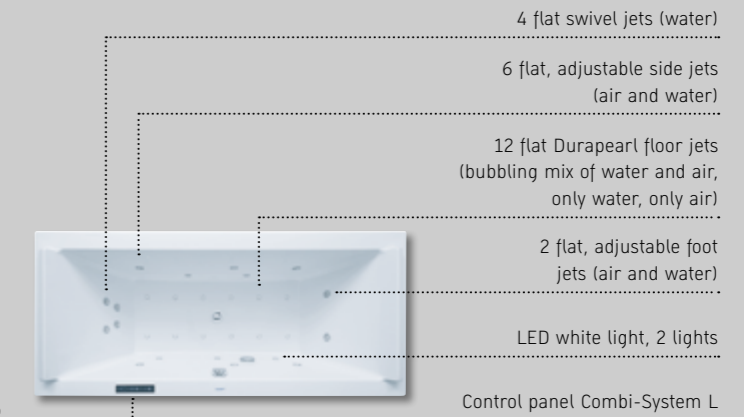 4 flat swivel jets (water)
6 flat, adjustable side jets
(air and water)
12 flat Durapearl floor jets
(bubbling mix of water and air,
only water, only air)
2 flat, adjustable foot
jets (air and water)
LED white light, 2 lights
Control panel Combi-System L